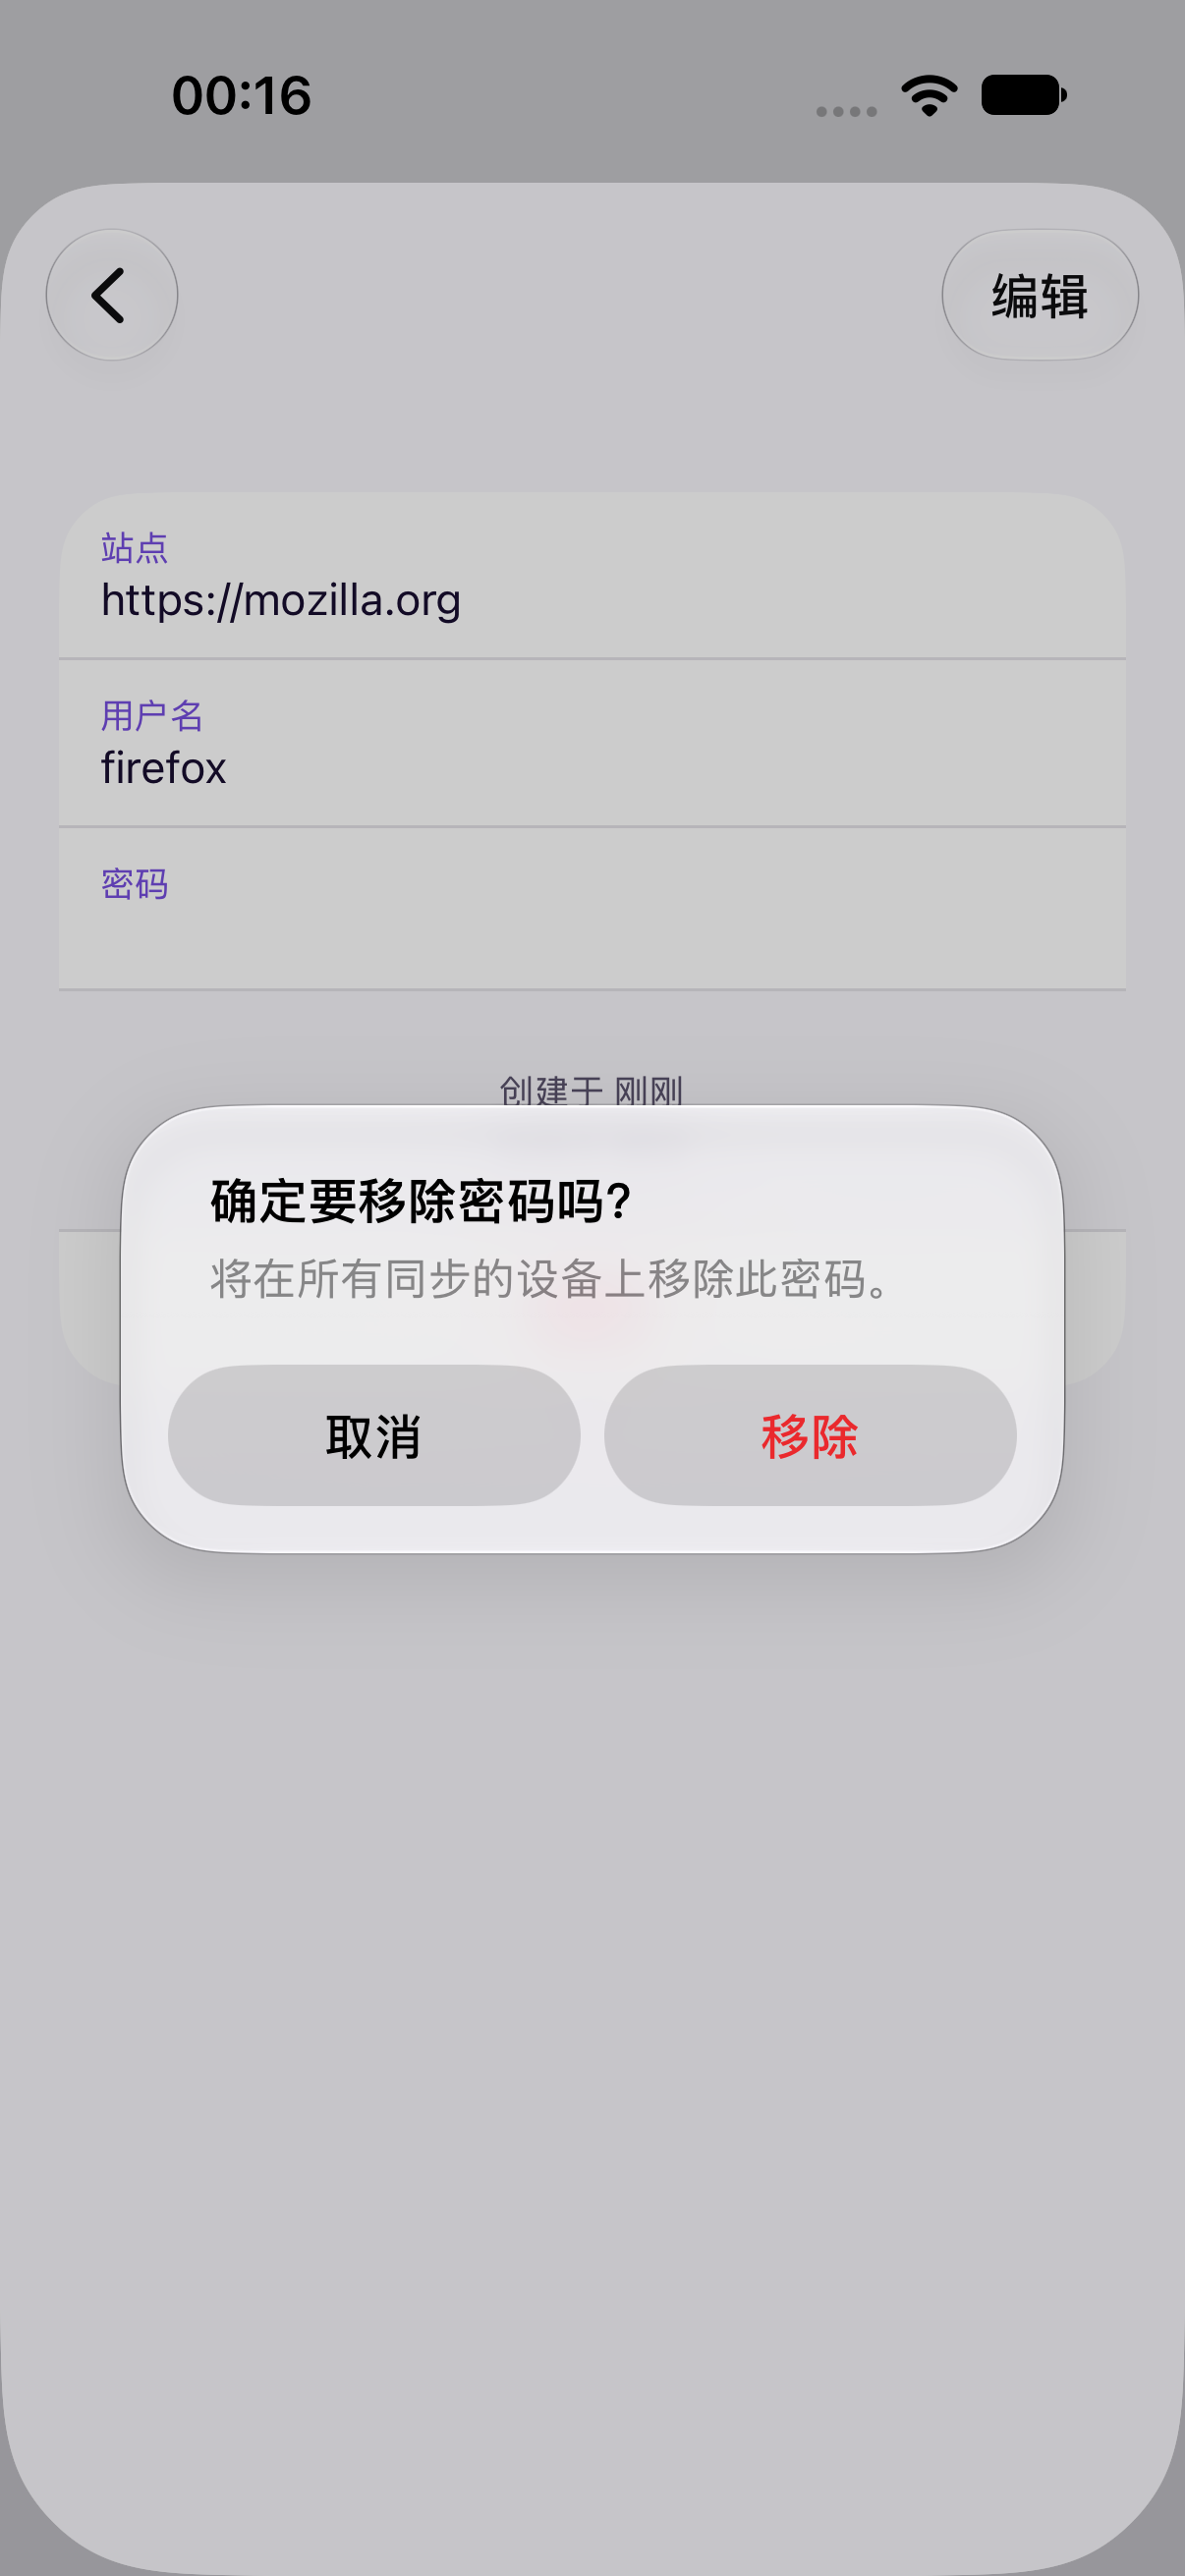 00:16
编辑
站点
https://mozilla.org
用户名
firefox
密码
创建于 刚刚
确定要移除密码吗?
将在所有同步的设备上移除此密码。
取消
移除